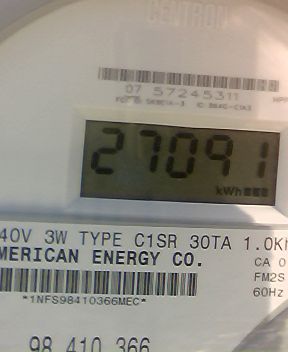 CENTRON
07 57245311
27091
kWh
40V 3W TYPE C1SR 30TA 1.0Kh
MERICAN ENERGY CO.
CA 0
FM2S
*1NFS98410366MEC*
60Hz
98 410 366